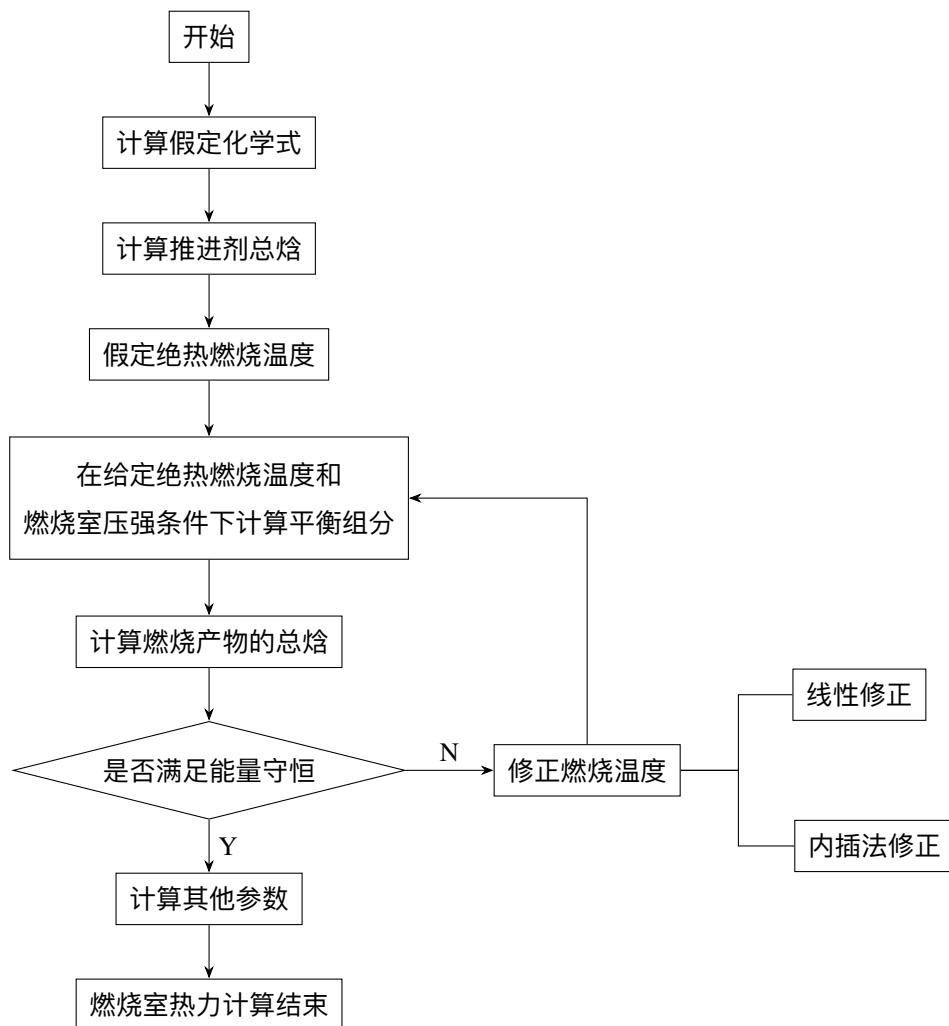 开始
计算假定化学式
计算推进剂总焓
假定绝热燃烧温度
在给定绝热燃烧温度和
燃烧室压强条件下计算平衡组分
计算燃烧产物的总焓
线性修正
是否满足能量守恒
N
修正燃烧温度
内插法修正
Y
计算其他参数
燃烧室热力计算结束